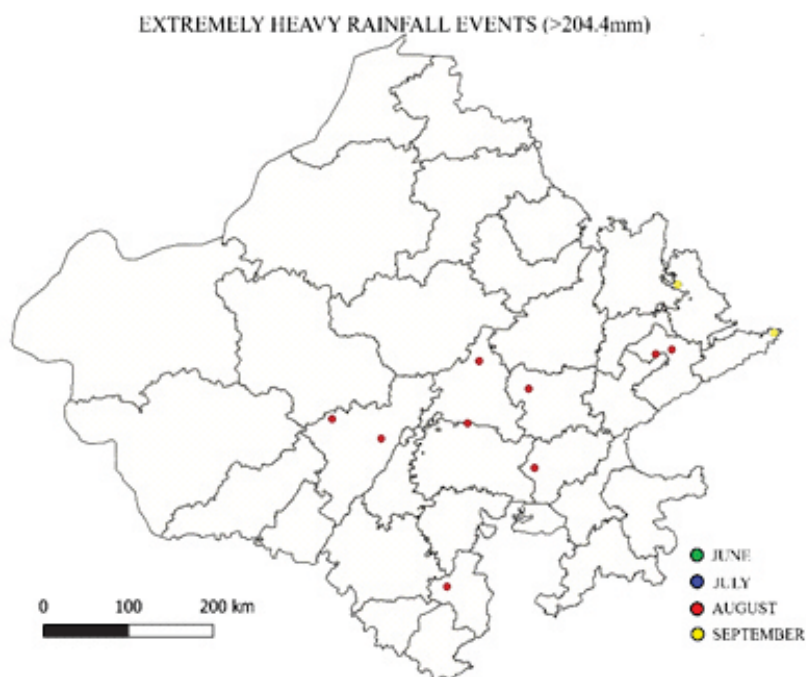 EXTREMELY HEAVY RAINFALL EVENTS (>204.4mm)
JUNE
JULY
AUGUST
SEPTEMBER
0 100 200 km